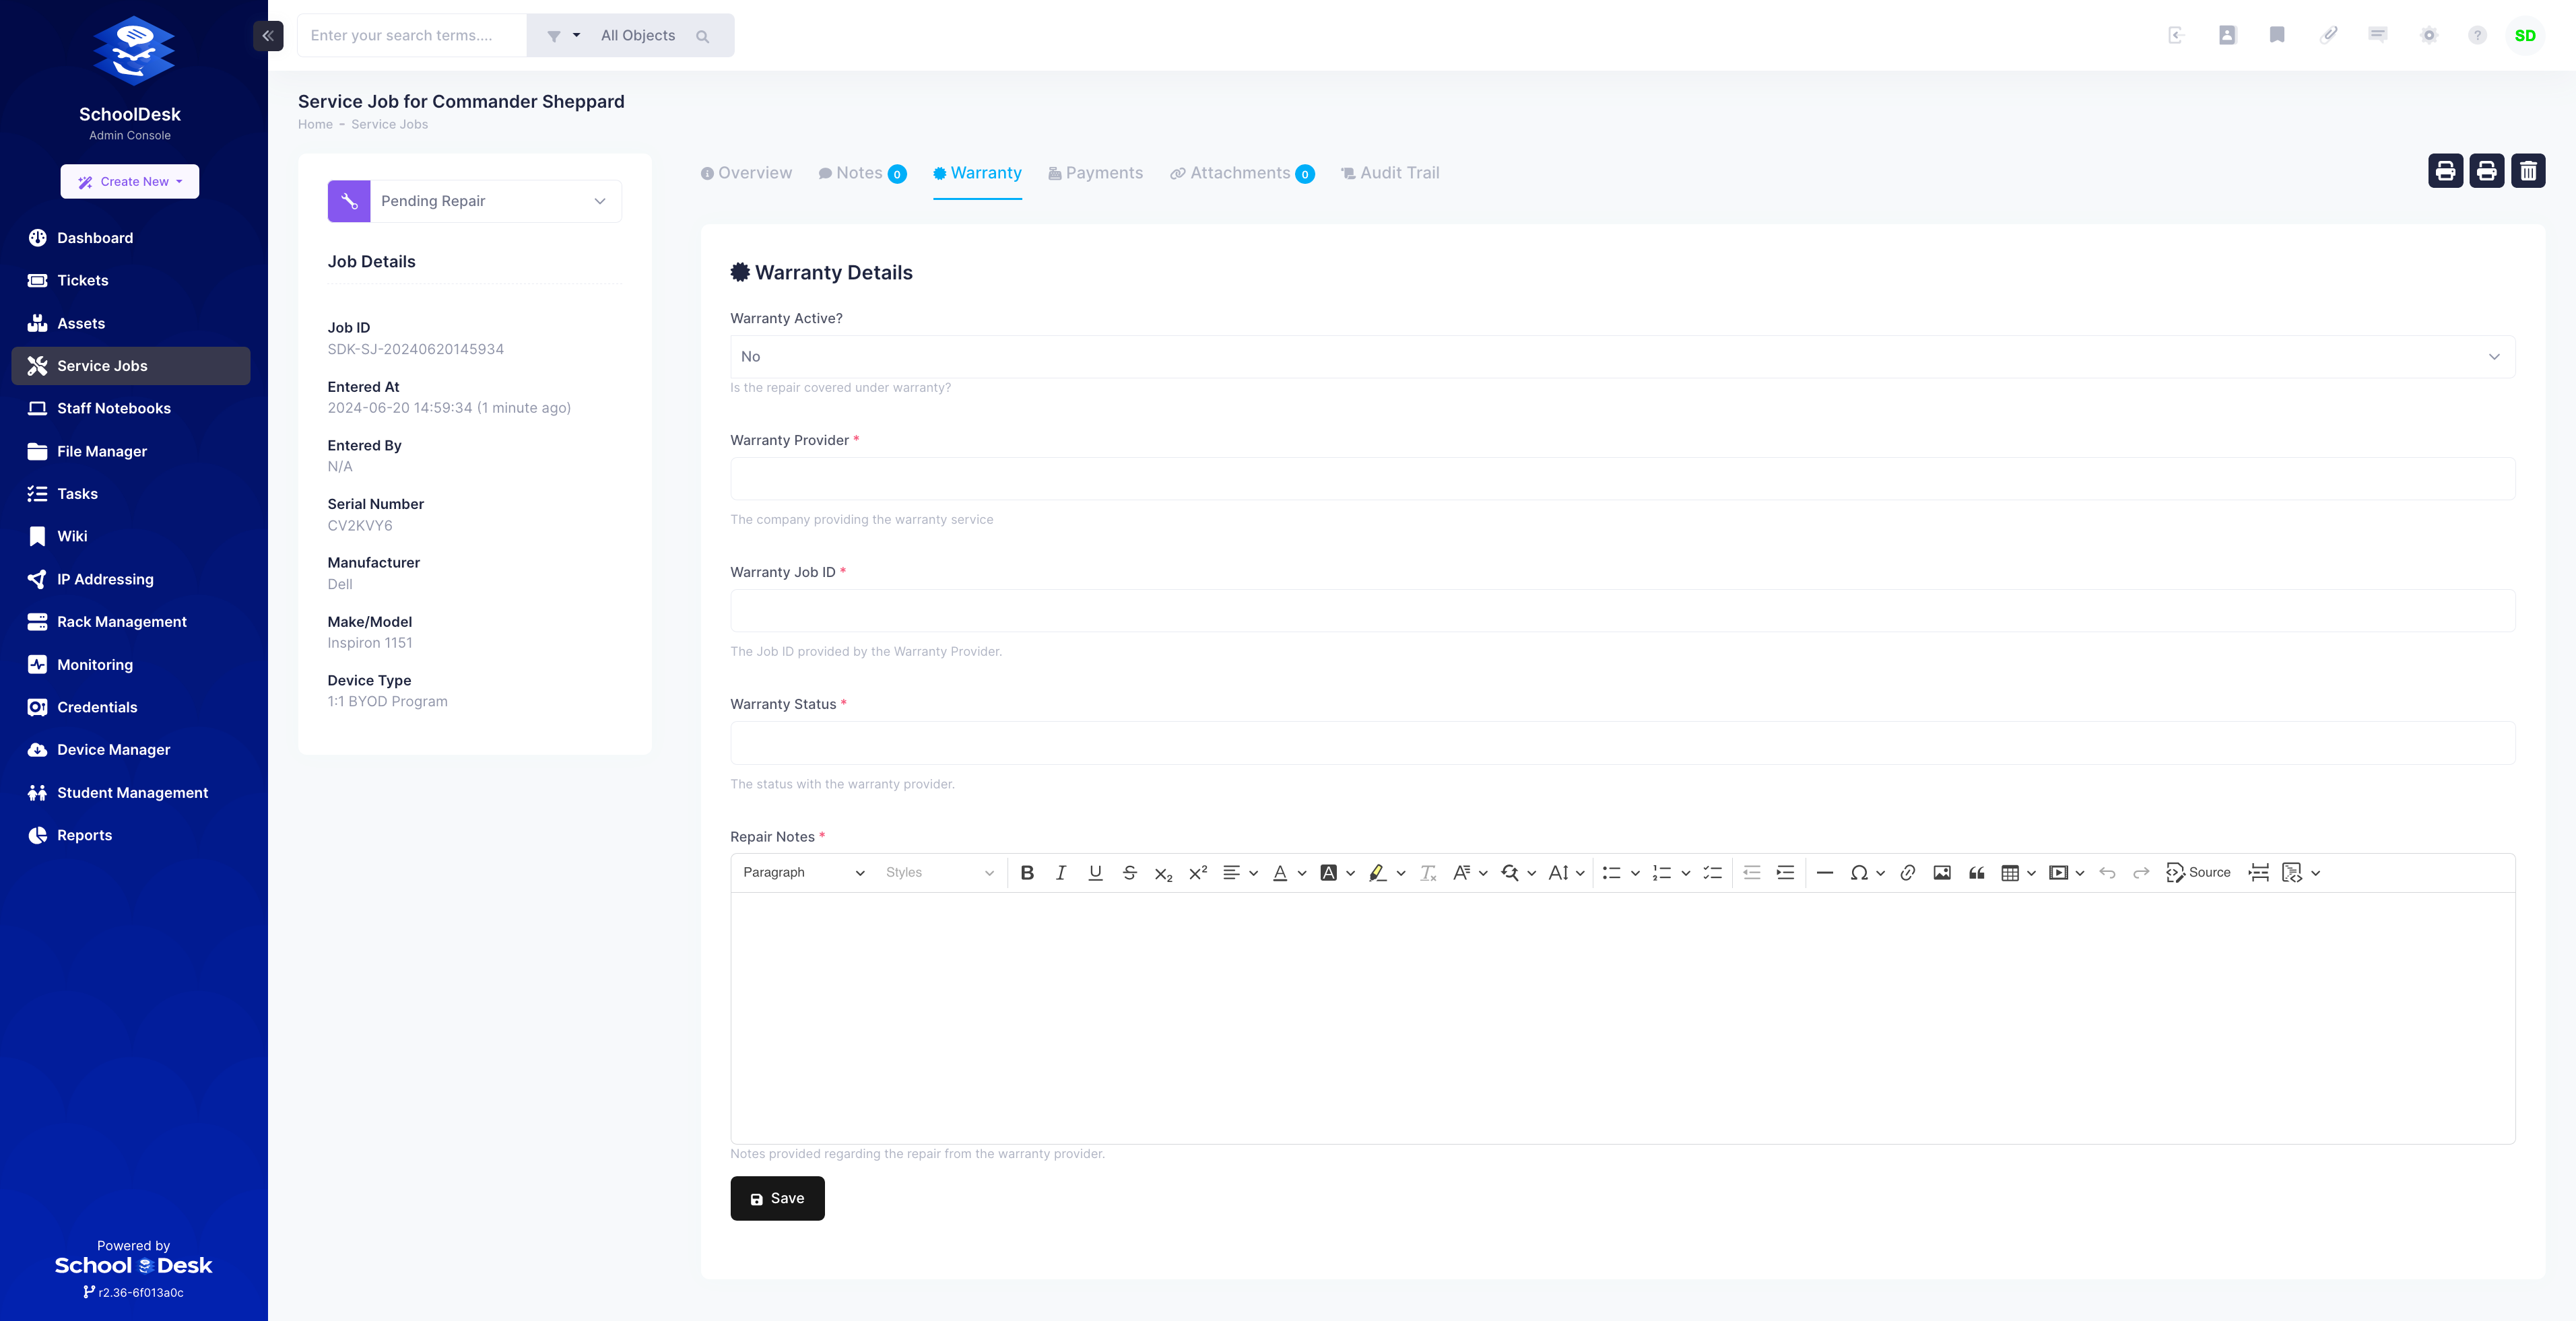 SchoolDesk
Admin Console
Create New
Dashboard
Tickets
Assets
Service Jobs
Staff Notebooks
File Manager
Tasks
Wiki
IP Addressing
Rack Management
Monitoring
Credentials
Device Manager
Student Management
Reports
Powered by
School Desk
r2.36-6f013a0c
Enter your search terms....
All Objects
SD
Service Job for Commander Sheppard
Home - Service Jobs
Pending Repair
Job Details
Job ID
SDK-SJ-20240620145934
Entered At
2024-06-20 14:59:34 (1 minute ago)
Entered By
N/A
Serial Number
CV2KVY6
Manufacturer
Dell
Make/Model
Inspiron 1151
Device Type
1:1 BYOD Program
Overview Notes 0 Warranty Payments Attachments 0 Audit Trail
Warranty Details
Warranty Active?
No
Is the repair covered under warranty?
Warranty Provider *
The company providing the warranty service
Warranty Job ID *
The Job ID provided by the Warranty Provider.
Warranty Status *
The status with the warranty provider.
Repair Notes *
Paragraph Styles Source
Notes provided regarding the repair from the warranty provider.
Save